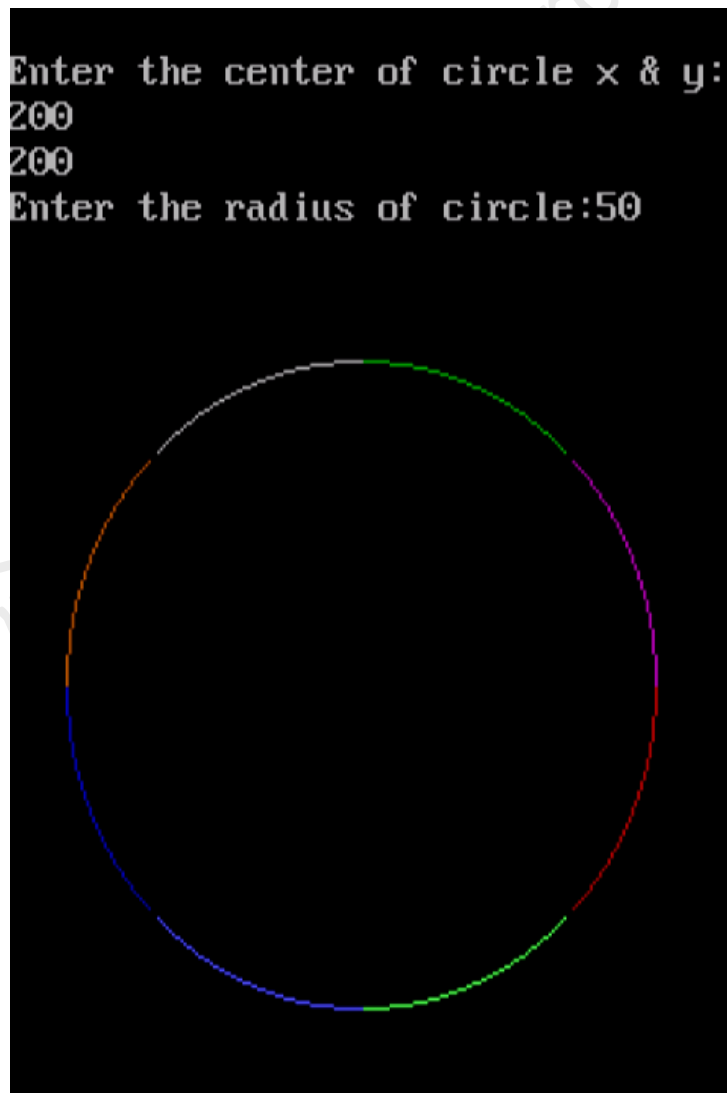 Enter the center of circle x & y:
200
200
Enter the radius of circle:50